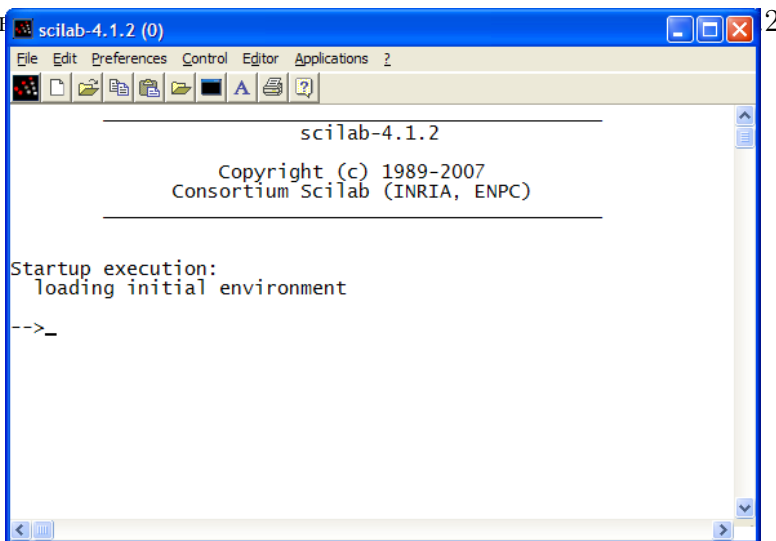 scilab-4.1.2 (0)
File Edit Preferences Control Editor Applications ?
scilab-4.1.2
Copyright (c) 1989-2007
Consortium Scilab (INRIA, ENPC)
Startup execution:
loading initial environment
-->_